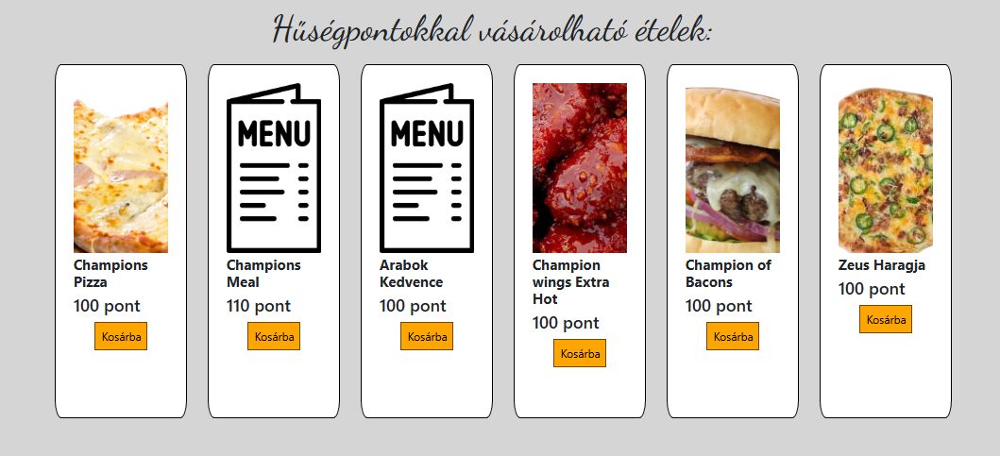 Hűségpontokkal vásárolható ételek:
MENU
MENU
Champions
Pizza
100 pont
Kosárba
Champions
Meal
110 pont
Kosárba
Arabok
Kedvence
100 pont
Kosárba
Champion
wings Extra
Hot
100 pont
Kosárba
Champion of
Bacons
100 pont
Kosárba
Zeus Haragja
100 pont
Kosárba